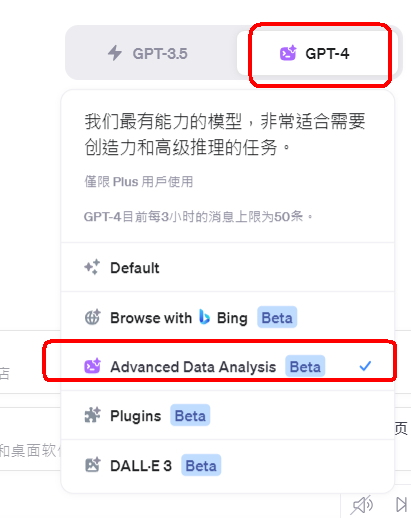 GPT-3.5
GPT-4
我们最有能力的模型，非常适合需要
创造力和高级推理的任务。
僅限 Plus 用戶使用
GPT-4目前每3小时的消息上限为50条。
Default
Browse with Bing Beta
店
Advanced Data Analysis Beta
Plugins Beta
页
和桌面软件
DALL·E 3 Beta